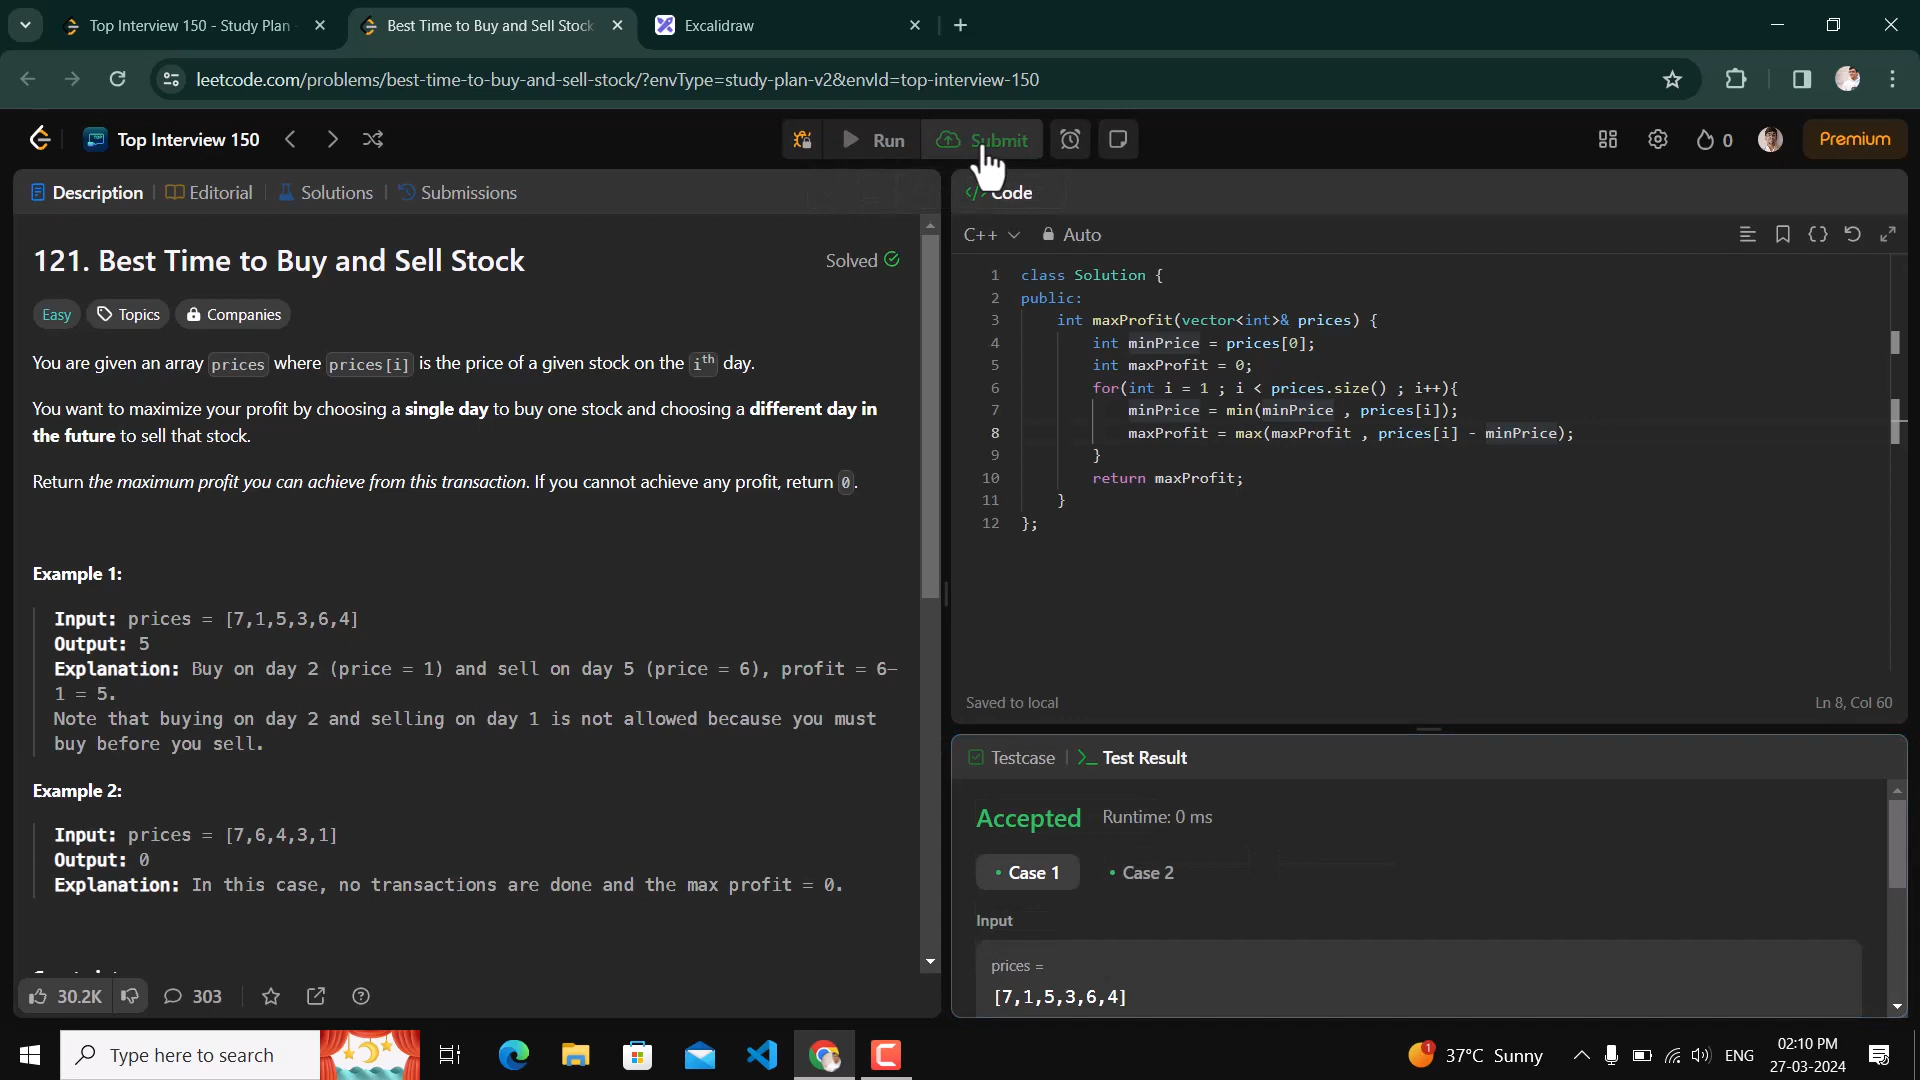 Top Interview 150 - Study Plan -
Best Time to Buy and Sell Stock
Excalidraw
leetcode.com/problems/best-time-to-buy-and-sell-stock/?envType=study-plan-v2&envId=top-interview-150
Top Interview 150
Run
Submit
0
Premium
Description
Editorial
Solutions
Submissions
121. Best Time to Buy and Sell Stock
Solved
Easy
Topics
Companies
You are given an array prices where prices[i] is the price of a given stock on the ith day.
You want to maximize your profit by choosing a single day to buy one stock and choosing a different day in
the future to sell that stock.
Return the maximum profit you can achieve from this transaction. If you cannot achieve any profit, return 0.
Example 1:
Input: prices = [7,1,5,3,6,4]
Output: 5
Explanation: Buy on day 2 (price = 1) and sell on day 5 (price = 6), profit = 6-
1 = 5.
Note that buying on day 2 and selling on day 1 is not allowed because you must
buy before you sell.
Example 2:
Input: prices = [7,6,4,3,1]
Output: 0
Explanation: In this case, no transactions are done and the max profit = 0.
30.2K
303
</> Code
C++
Auto
1 class Solution {
2 public:
3 int maxProfit(vector<int>& prices) {
4 int minPrice = prices[0];
5 int maxProfit = 0;
6 for(int i = 1 ; i < prices.size() ; i++){
7 minPrice = min(minPrice , prices[i]);
8 maxProfit = max(maxProfit , prices[i] - minPrice);
9 }
10 return maxProfit;
11 }
12 };
Saved to local
Ln 8, Col 60
Testcase
>_ Test Result
Accepted
Runtime: 0 ms
Case 1
Case 2
Input
prices =
[7,1,5,3,6,4]
Type here to search
1
37°C Sunny
ENG
02:10 PM
27-03-2024